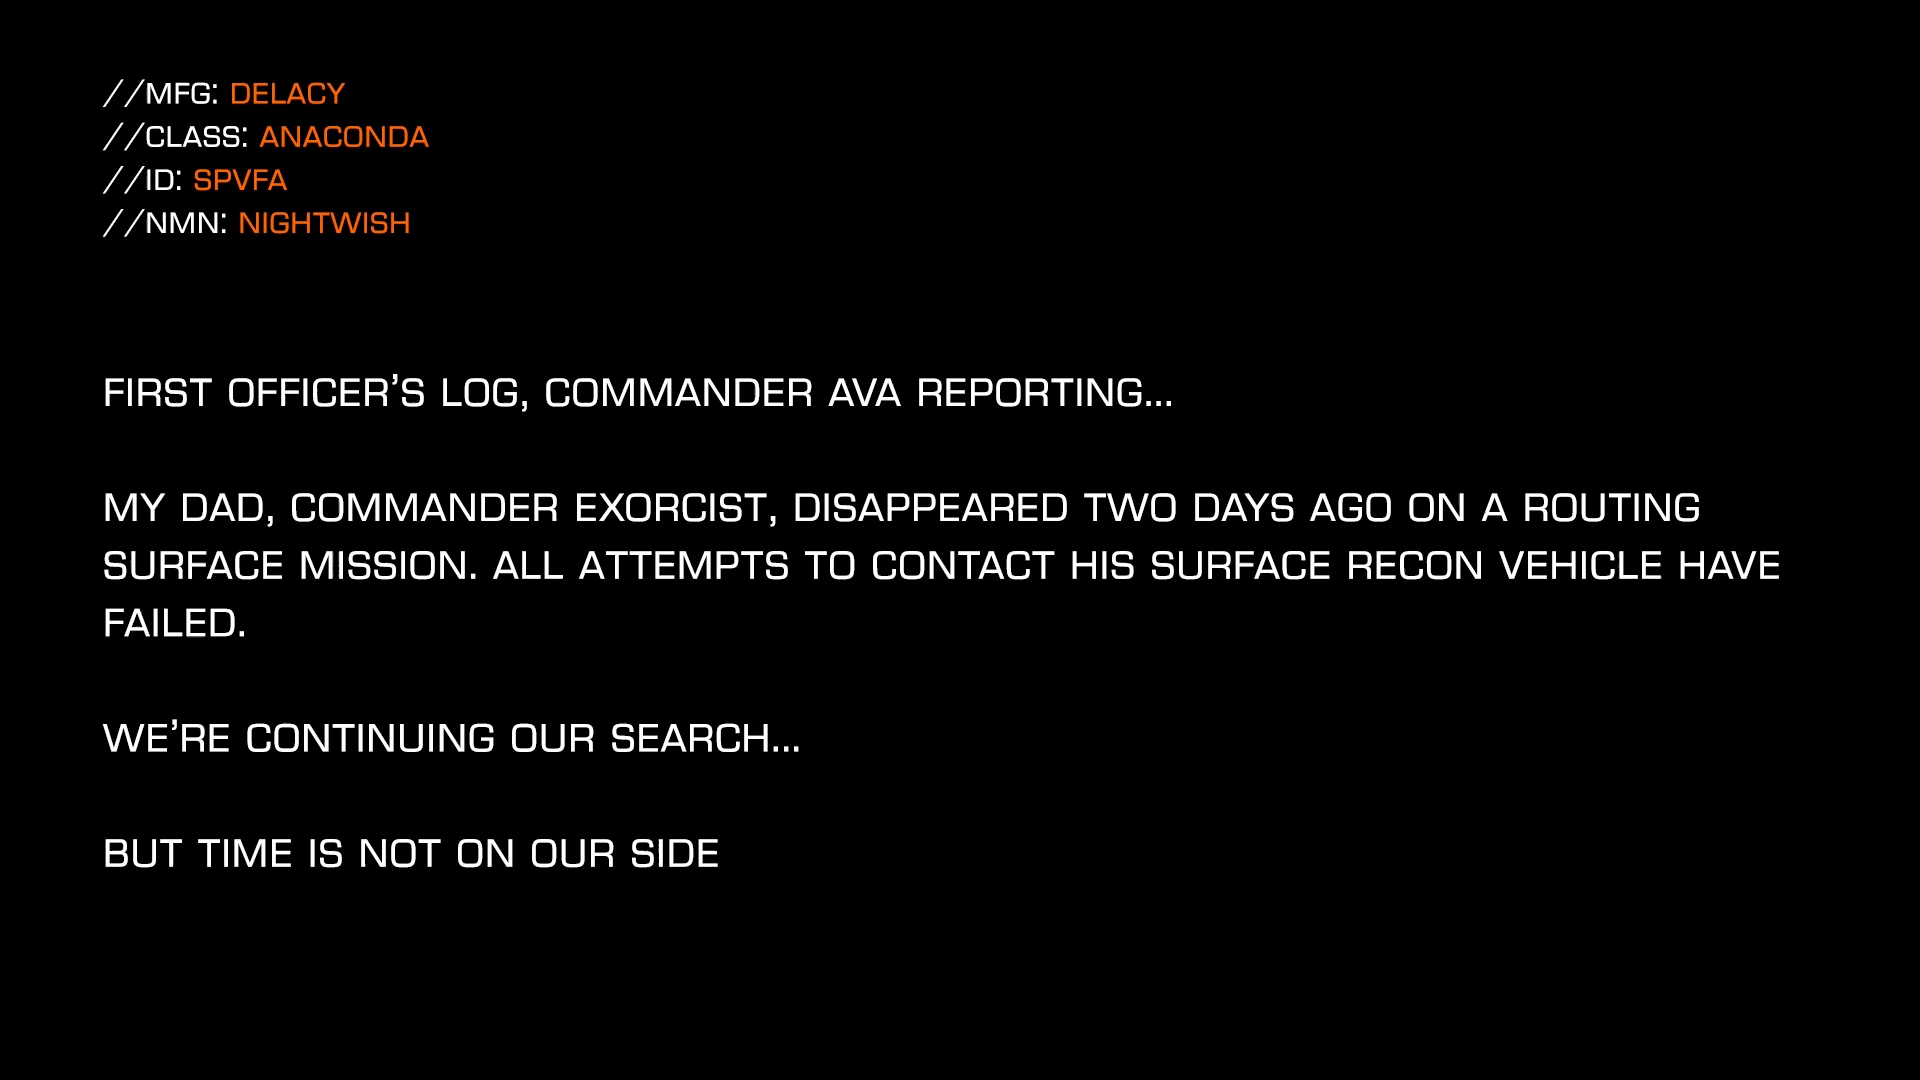 //MFG: DELACY
//CLASS: ANACONDA
//ID: SPVFA
//NMN: NIGHTWISH
FIRST OFFICER’S LOG, COMMANDER AVA REPORTING...
MY DAD, COMMANDER EXORCIST, DISAPPEARED TWO DAYS AGO ON A ROUTING
SURFACE MISSION. ALL ATTEMPTS TO CONTACT HIS SURFACE RECON VEHICLE HAVE
FAILED.
WE’RE CONTINUING OUR SEARCH...
BUT TIME IS NOT ON OUR SIDE